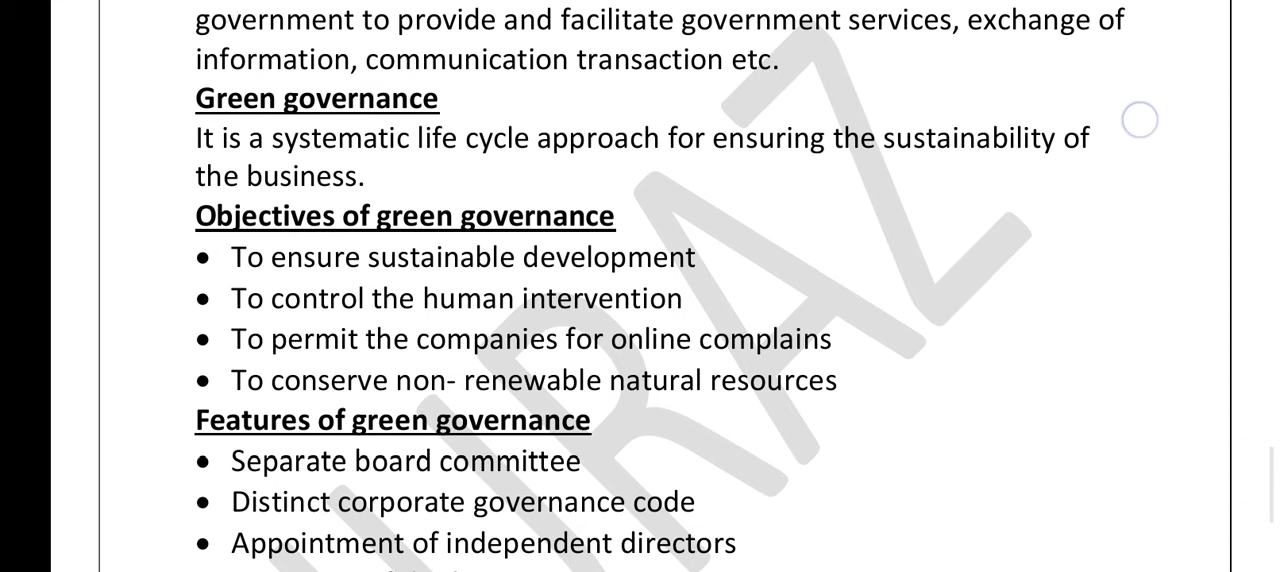 government to provide and facilitate government services, exchange of
information, communication transaction etc.
Green governance
It is a systematic life cycle approach for ensuring the sustainability of
the business.
Objectives of green governance
• To ensure sustainable development
• To control the human intervention
• To permit the companies for online complains
• To conserve non- renewable natural resources
Features of green governance
• Separate board committee
• Distinct corporate governance code
• Appointment of independent directors